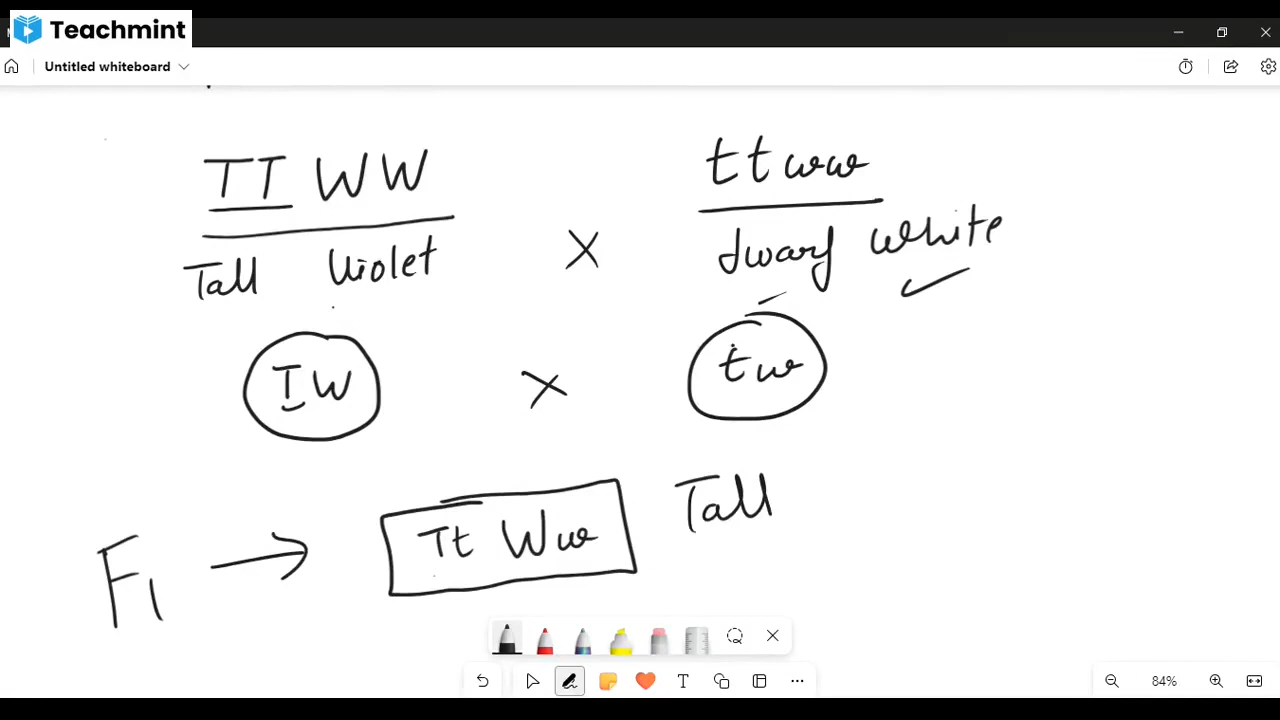 Teachmint
Untitled whiteboard
TT WW ttww
Tall Violet X dwarf White
TW X tw
F1 → Tt Ww Tall
84%